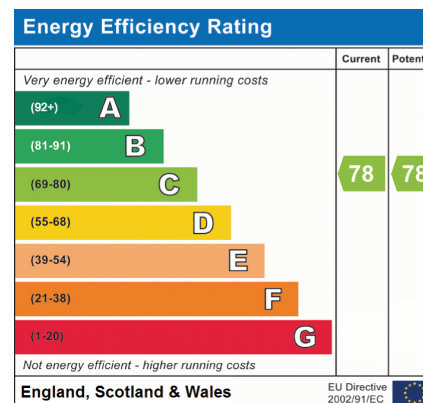 Energy Efficiency Rating
Current Potent
Very energy efficient - lower running costs
(92+) A
(81-91) B
(69-80) C
78 78
(55-68) D
(39-54) E
(21-38) F
(1-20) G
Not energy efficient - higher running costs
England, Scotland & Wales
EU Directive
2002/91/EC